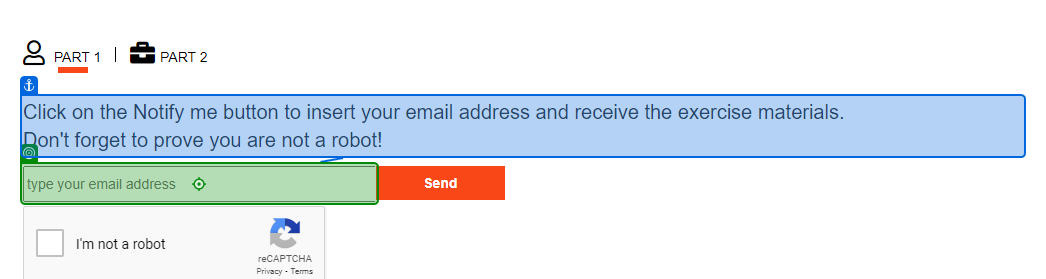 PART 1 | PART 2
Click on the Notify me button to insert your email address and receive the exercise materials.
Don't forget to prove you are not a robot!
type your email address
Send
I'm not a robot
reCAPTCHA
Privacy - Terms